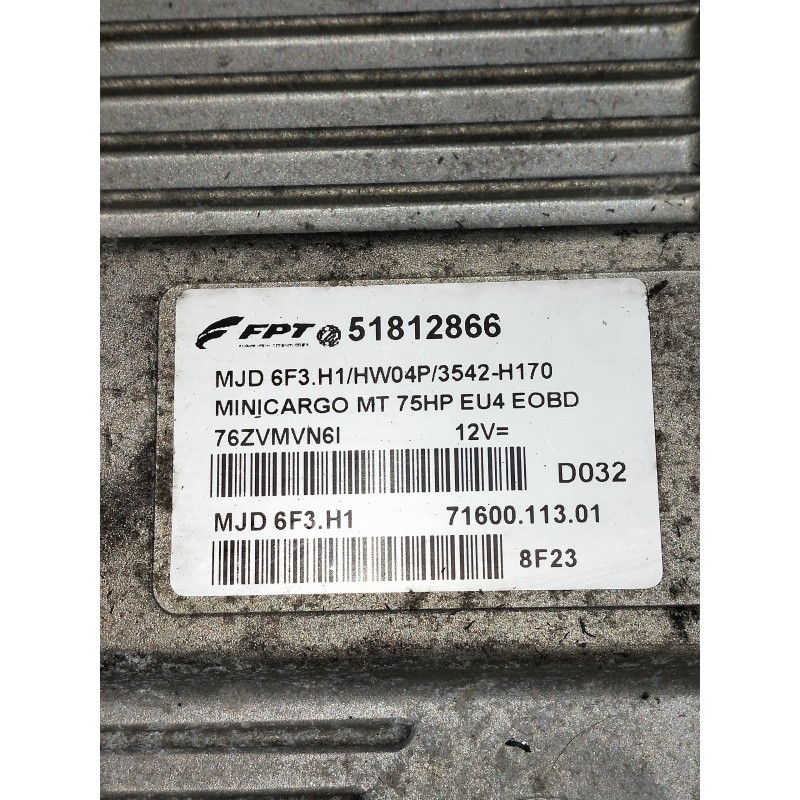 FPT 51812866
MJD 6F3.H1/HW04P/3542-H170
MINICARGO MT 75HP EU4 EOBD
76ZVMVN6I 12V=
D032
MJD 6F3.H1 71600.113.01
8F23